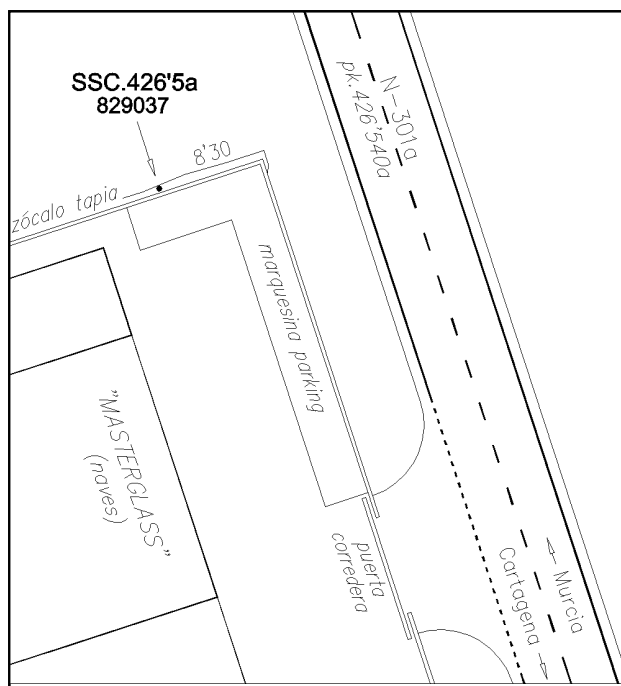 SSC.426'5a
829037
8'30
zócalo tapia
N-301a
pk.426'540a
marquesina parking
"MASTERGLASS"
(naves)
puerta
corredera
Murcia
Cartagena